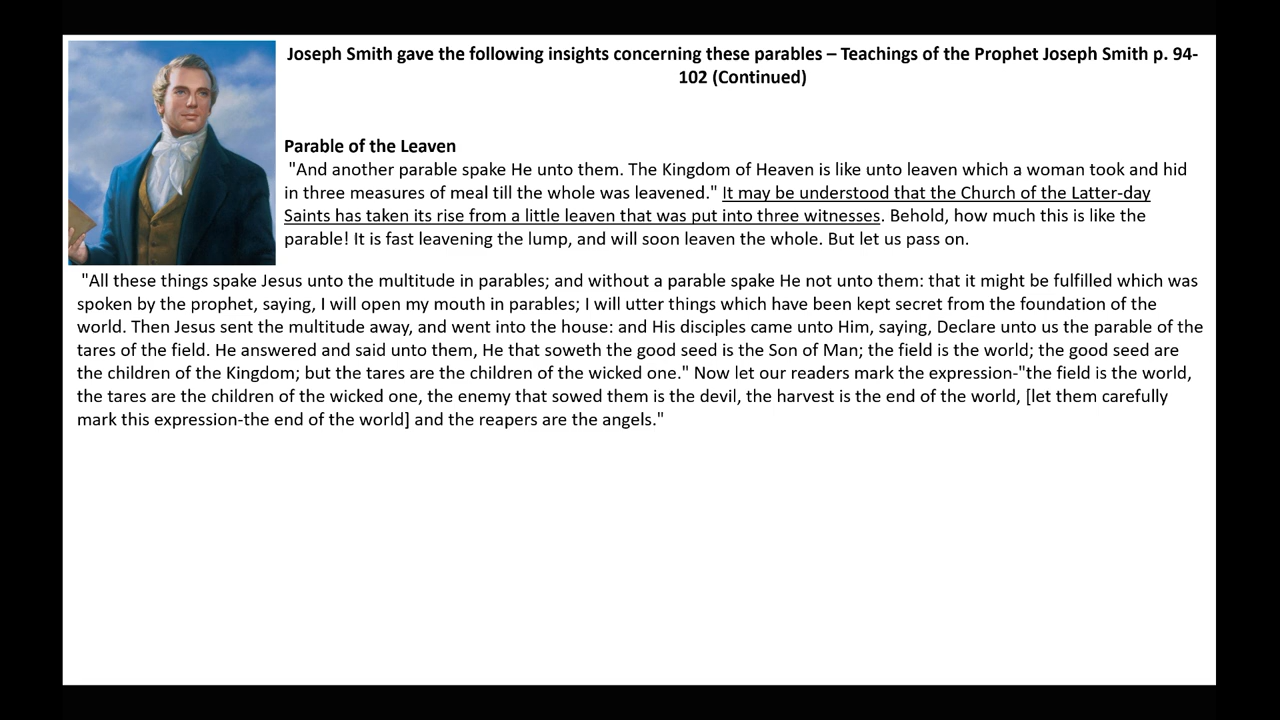 Joseph Smith gave the following insights concerning these parables – Teachings of the Prophet Joseph Smith p. 94-
102 (Continued)
Parable of the Leaven
"And another parable spake He unto them. The Kingdom of Heaven is like unto leaven which a woman took and hid
in three measures of meal till the whole was leavened." It may be understood that the Church of the Latter-day
Saints has taken its rise from a little leaven that was put into three witnesses. Behold, how much this is like the
parable! It is fast leavening the lump, and will soon leaven the whole. But let us pass on.
"All these things spake Jesus unto the multitude in parables; and without a parable spake He not unto them: that it might be fulfilled which was
spoken by the prophet, saying, I will open my mouth in parables; I will utter things which have been kept secret from the foundation of the
world. Then Jesus sent the multitude away, and went into the house: and His disciples came unto Him, saying, Declare unto us the parable of the
tares of the field. He answered and said unto them, He that soweth the good seed is the Son of Man; the field is the world; the good seed are
the children of the Kingdom; but the tares are the children of the wicked one." Now let our readers mark the expression-"the field is the world,
the tares are the children of the wicked one, the enemy that sowed them is the devil, the harvest is the end of the world, [let them carefully
mark this expression-the end of the world] and the reapers are the angels."